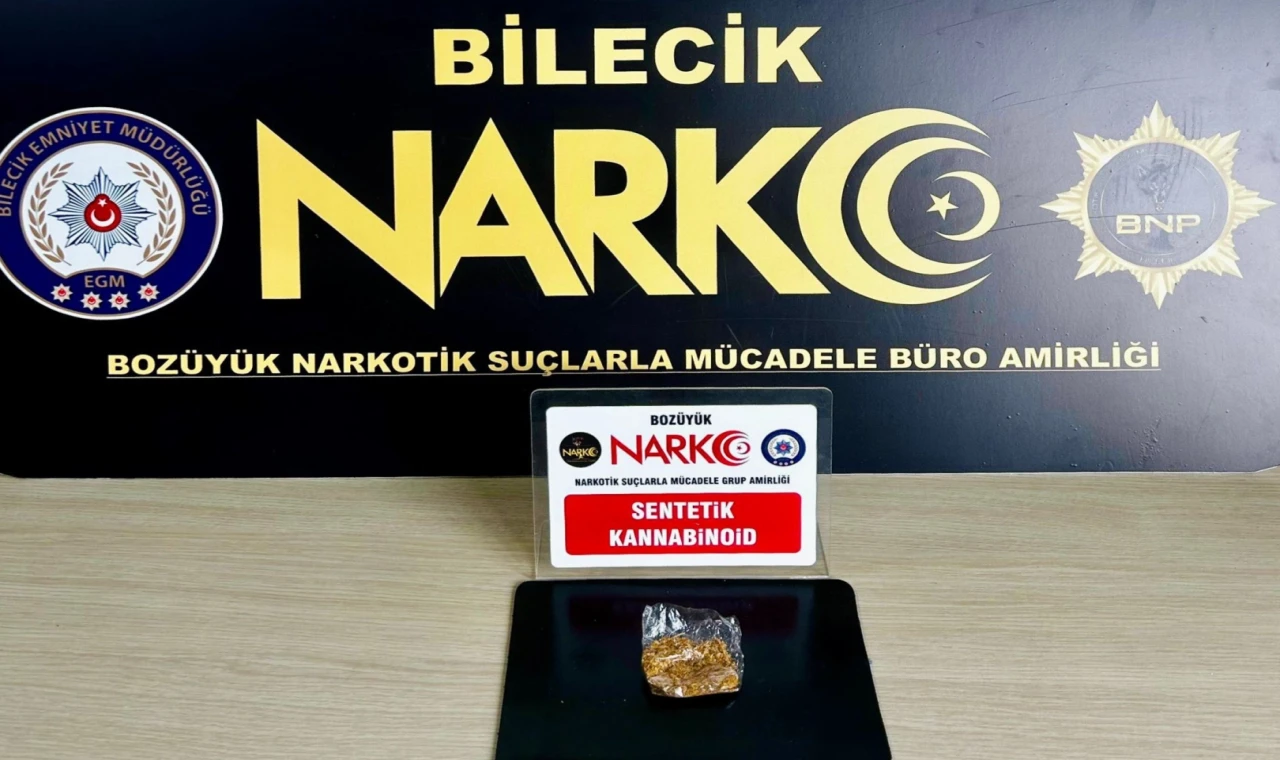 BİLECİK
NARKO
BİLECİK EMNİYET MÜDÜRLÜĞÜ
EGM
BNP
BOZÜYÜK NARKOTİK SUÇLARLA MÜCADELE BÜRO AMİRLİĞİ
BOZÜYÜK
NARKO
NARKO
NARKOTİK SUÇLARLA MÜCADELE GRUP AMİRLİĞİ
SENTETİK
KANNABİNOİD